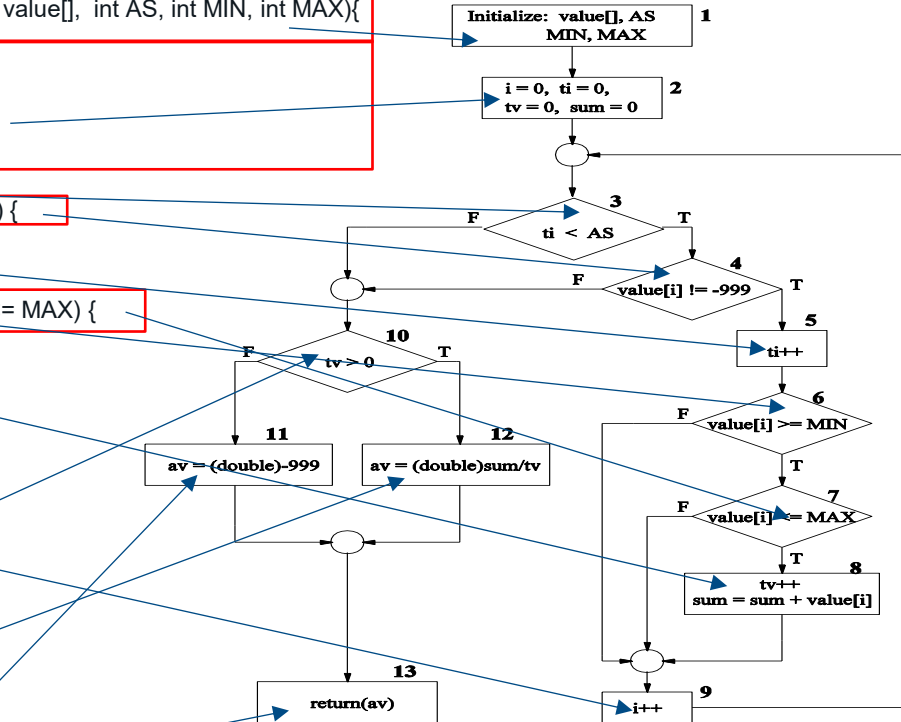 value[], int AS, int MIN, int MAX){
Initialize: value[], AS
MIN, MAX
1
i = 0, ti = 0,
tv = 0, sum = 0
2
) {
3
F
T
ti < AS
4
F
value[i] != -999
T
= MAX) {
5
ti++
10
F
tv > 0
T
6
F
value[i] >= MIN
T
11
av = (double)-999
12
av = (double)sum/tv
7
F
value[i] <= MAX
T
8
tv++
sum = sum + value[i]
13
return(av)
9
i++